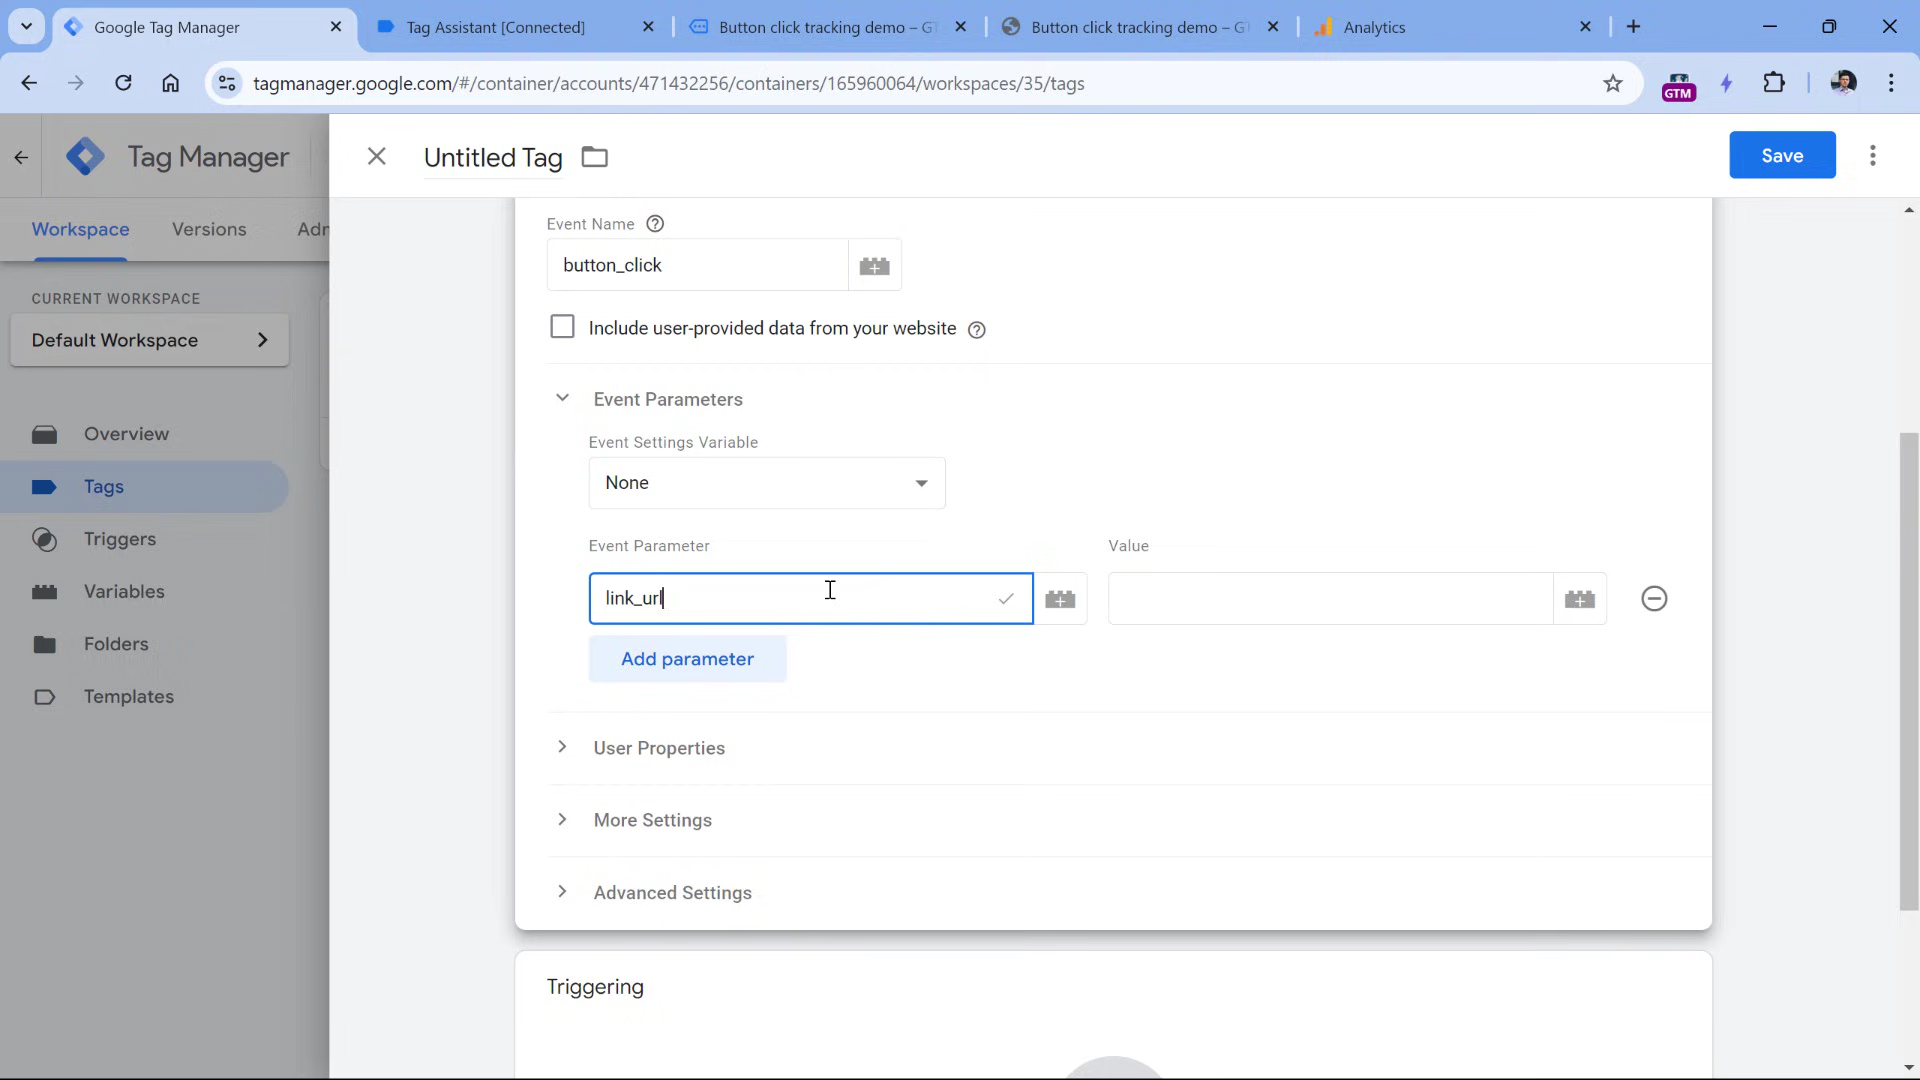 Google Tag Manager
Tag Assistant [Connected]
Button click tracking demo – GT
Button click tracking demo – GT
Analytics
tagmanager.google.com/#/container/accounts/471432256/containers/165960064/workspaces/35/tags
GTM
Tag Manager
Untitled Tag
Save
Workspace
Versions
Adm
CURRENT WORKSPACE
Default Workspace
Overview
Tags
Triggers
Variables
Folders
Templates
Event Name
button_click
Include user-provided data from your website
Event Parameters
Event Settings Variable
None
Event Parameter
Value
link_url
Add parameter
User Properties
More Settings
Advanced Settings
Triggering